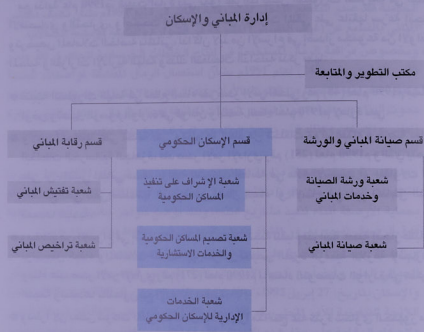 إدارة المباني والإسكان
مكتب التطوير والمتابعة
قسم صيانة المباني والورشة
شعبة ورشة الصيانة
وخدمات المباني
شعبة صيانة المباني
قسم الإسكان الحكومي
شعبة الإشراف على تنفيذ
المساكن الحكومية
شعبة تصميم المساكن الحكومية
والخدمات الاستشارية
شعبة الخدمات
الإدارية للإسكان الحكومي
قسم رقابة المباني
شعبة تفتيش المباني
شعبة تراخيص المباني